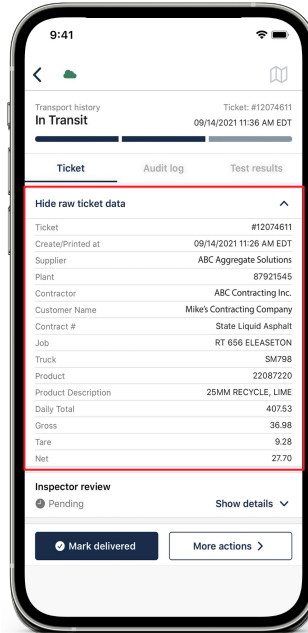 9:41
Transport history Ticket: #12074611
In Transit 09/14/2021 11:36 AM EDT
Ticket Audit log Test results
Hide raw ticket data
Ticket #12074611
Create/Printed at 09/14/2021 11:26 AM EDT
Supplier ABC Aggregate Solutions
Plant 87921545
Contractor ABC Contracting Inc.
Customer Name Mike's Contracting Company
Contract # State Liquid Asphalt
Job RT 656 ELEASETON
Truck SM798
Product 22087220
Product Description 25MM RECYCLE, LIME
Daily Total 407.53
Gross 36.98
Tare 9.28
Net 27.70
Inspector review
Pending Show details
Mark delivered More actions